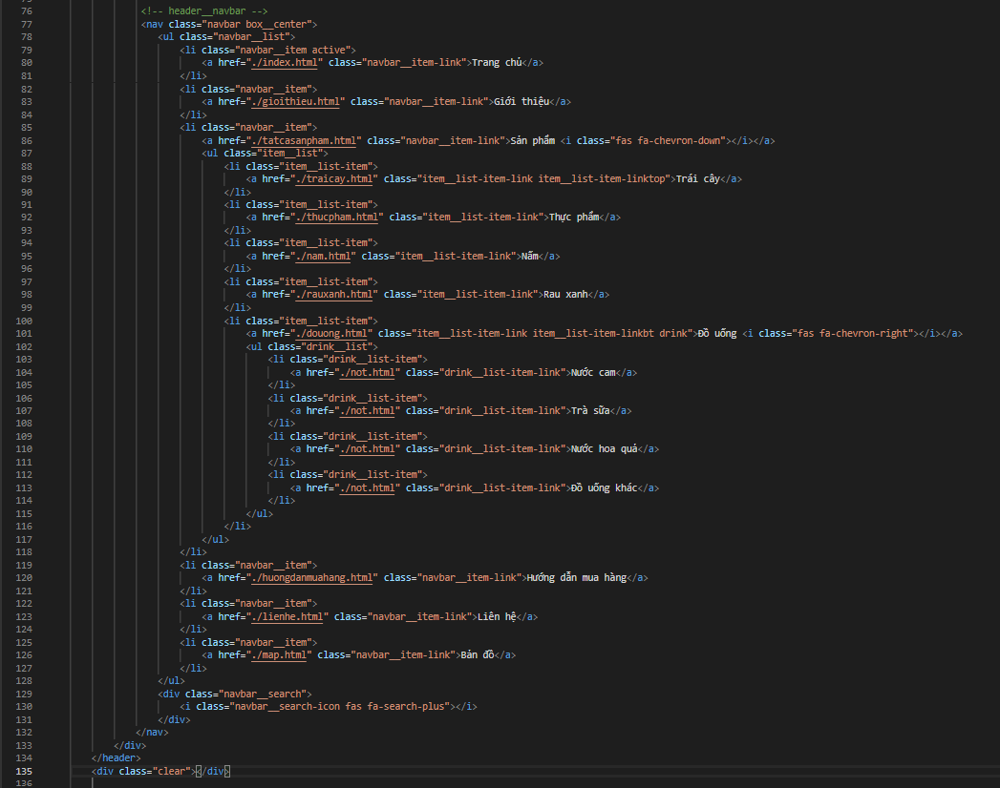 76 <!-- header__navbar -->
77 <nav class="navbar box__center">
78 <ul class="navbar__list">
79 <li class="navbar__item active">
80 <a href="./index.html" class="navbar__item-link">Trang chủ</a>
81 </li>
82 <li class="navbar__item">
83 <a href="./gioithieu.html" class="navbar__item-link">Giới thiệu</a>
84 </li>
85 <li class="navbar__item">
86 <a href="./tatcasanpham.html" class="navbar__item-link">Sản phẩm <i class="fas fa-chevron-down"></i></a>
87 <ul class="item__list">
88 <li class="item__list-item">
89 <a href="./traicay.html" class="item__list-item-link item__list-item-linktop">Trái cây</a>
90 </li>
91 <li class="item__list-item">
92 <a href="./thucpham.html" class="item__list-item-link">Thực phẩm</a>
93 </li>
94 <li class="item__list-item">
95 <a href="./nam.html" class="item__list-item-link">Nấm</a>
96 </li>
97 <li class="item__list-item">
98 <a href="./rauxanh.html" class="item__list-item-link">Rau xanh</a>
99 </li>
100 <li class="item__list-item">
101 <a href="./douong.html" class="item__list-item-link item__list-item-linkbt drink">Đồ uống <i class="fas fa-chevron-right"></i></a>
102 <ul class="drink__list">
103 <li class="drink__list-item">
104 <a href="./not.html" class="drink__list-item-link">Nước cam</a>
105 </li>
106 <li class="drink__list-item">
107 <a href="./not.html" class="drink__list-item-link">Trà sữa</a>
108 </li>
109 <li class="drink__list-item">
110 <a href="./not.html" class="drink__list-item-link">Nước hoa quả</a>
111 </li>
112 <li class="drink__list-item">
113 <a href="./not.html" class="drink__list-item-link">Đồ uống khác</a>
114 </li>
115 </ul>
116 </li>
117 </ul>
118 </li>
119 <li class="navbar__item">
120 <a href="./huongdanmuahang.html" class="navbar__item-link">Hướng dẫn mua hàng</a>
121 </li>
122 <li class="navbar__item">
123 <a href="./lienhe.html" class="navbar__item-link">Liên hệ</a>
124 </li>
125 <li class="navbar__item">
126 <a href="./map.html" class="navbar__item-link">Bản đồ</a>
127 </li>
128 </ul>
129 <div class="navbar__search">
130 <i class="navbar__search-icon fas fa-search-plus"></i>
131 </div>
132 </nav>
133 </div>
134 </header>
135 <div class="clear"></div>
136